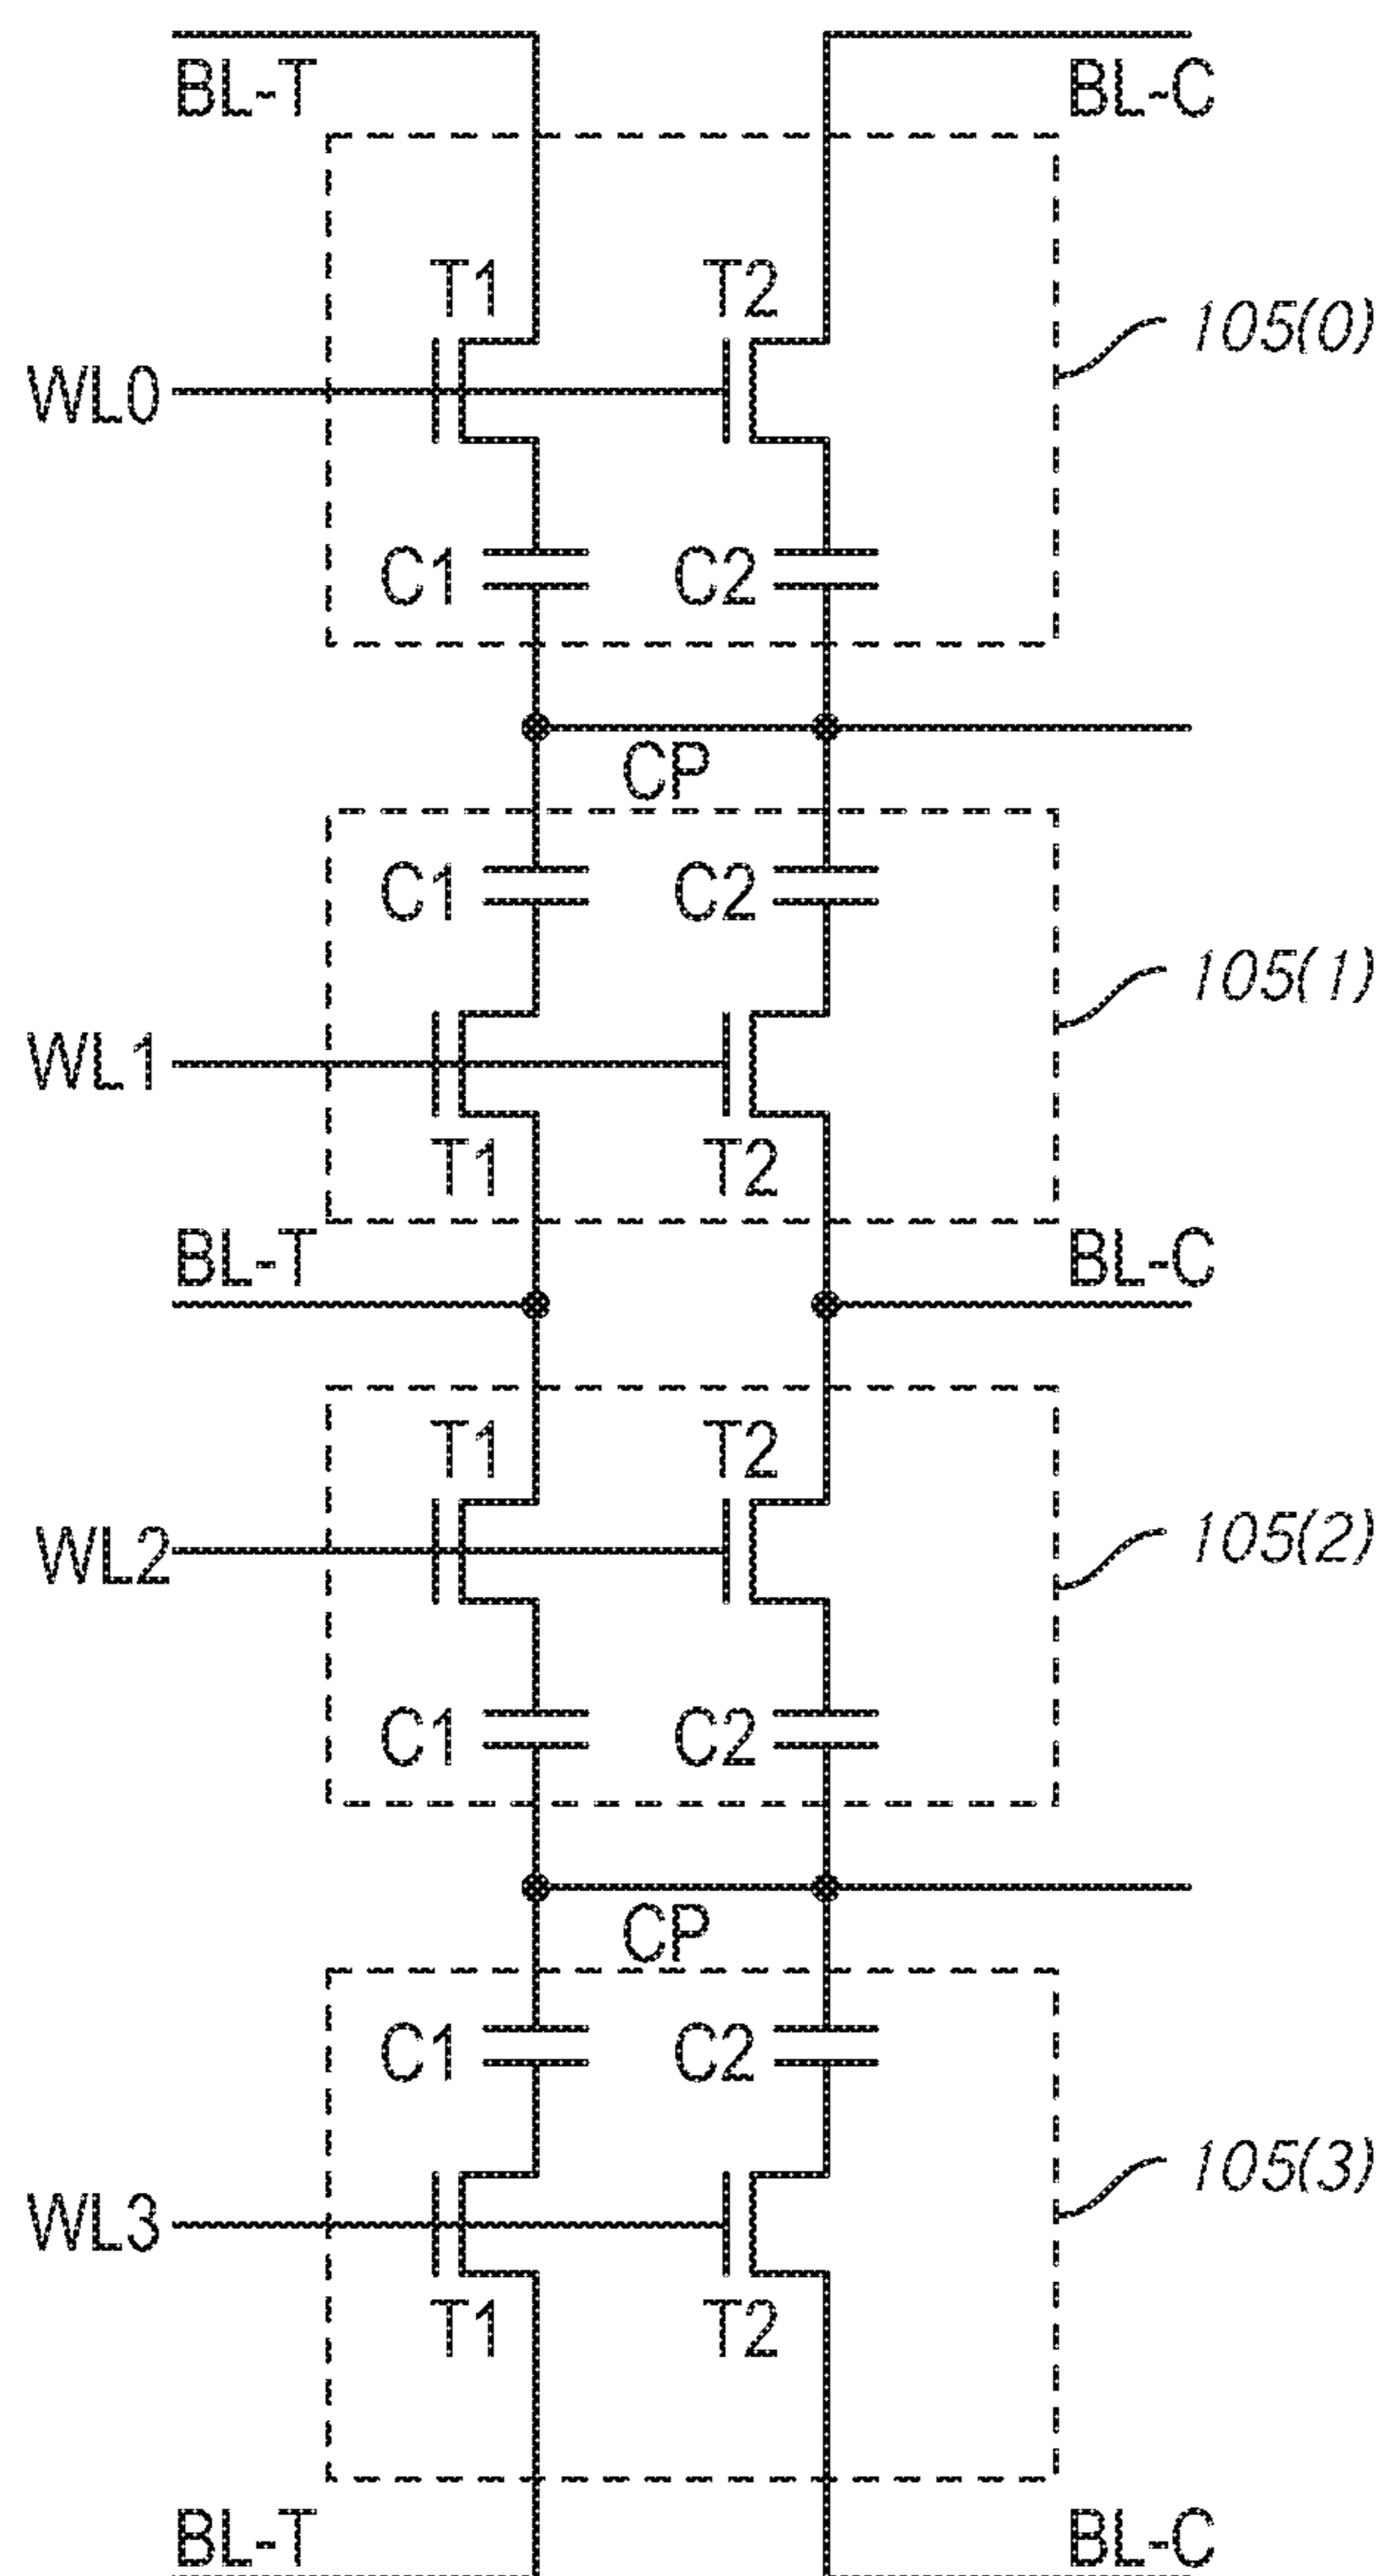 BL-T BL-C
T1 T2
105(0)
WL0
C1 C2
CP
C1 C2
105(1)
WL1
T1 T2
BL-T BL-C
T1 T2
105(2)
WL2
C1 C2
CP
C1 C2
105(3)
WL3
T1 T2
BL-T BL-C